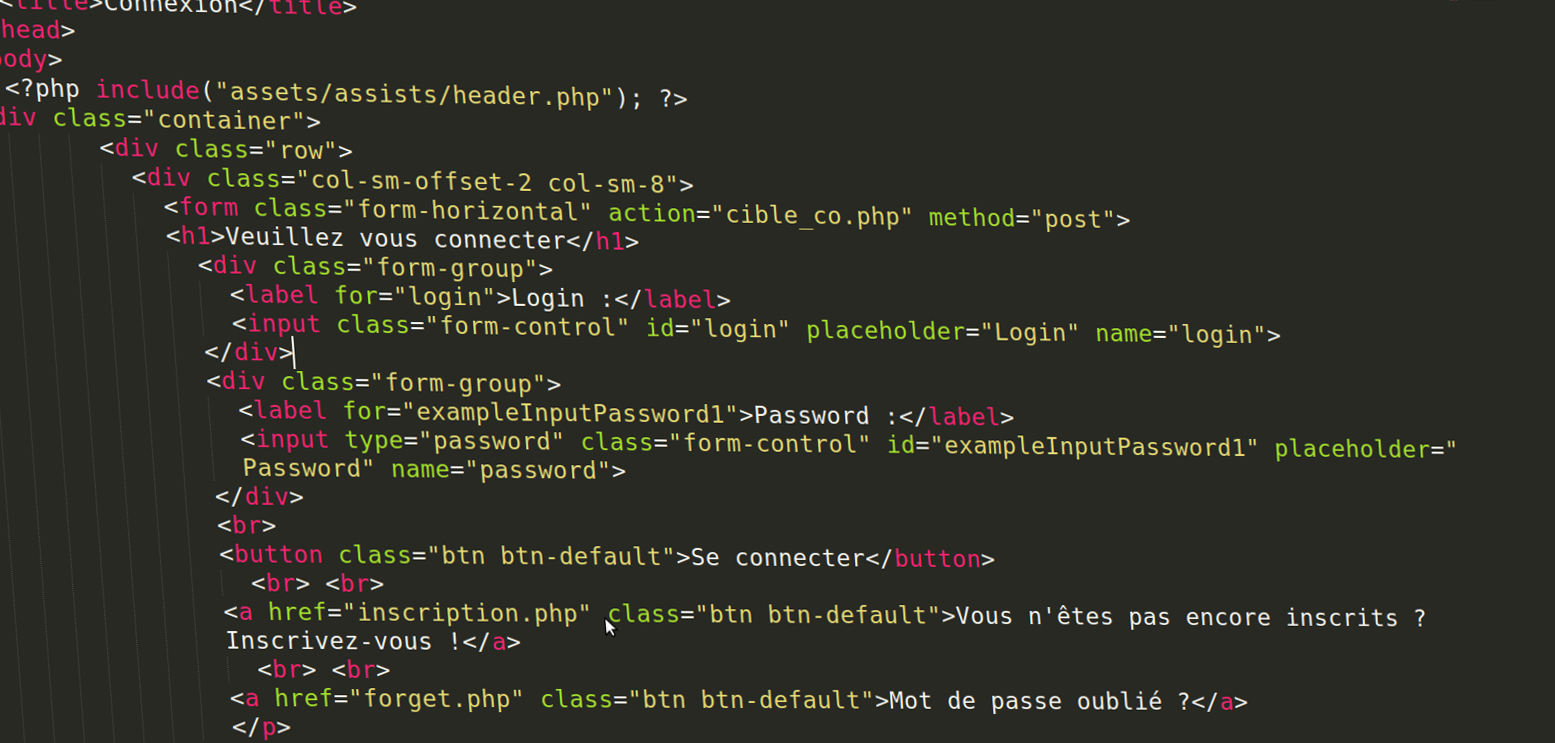 <title>Connexion</title>
head>
ody>
<?php include("assets/assists/header.php"); ?>
div class="container">
<div class="row">
<div class="col-sm-offset-2 col-sm-8">
<form class="form-horizontal" action="cible_co.php" method="post">
<h1>Veuillez vous connecter</h1>
<div class="form-group">
<label for="login">Login :</label>
<input class="form-control" id="login" placeholder="Login" name="login">
</div>
<div class="form-group">
<label for="exampleInputPassword1">Password :</label>
<input type="password" class="form-control" id="exampleInputPassword1" placeholder="
Password" name="password">
</div>
<br>
<button class="btn btn-default">Se connecter</button>
<br> <br>
<a href="inscription.php" class="btn btn-default">Vous n'êtes pas encore inscrits ?
Inscrivez-vous !</a>
<br> <br>
<a href="forget.php" class="btn btn-default">Mot de passe oublié ?</a>
</p>